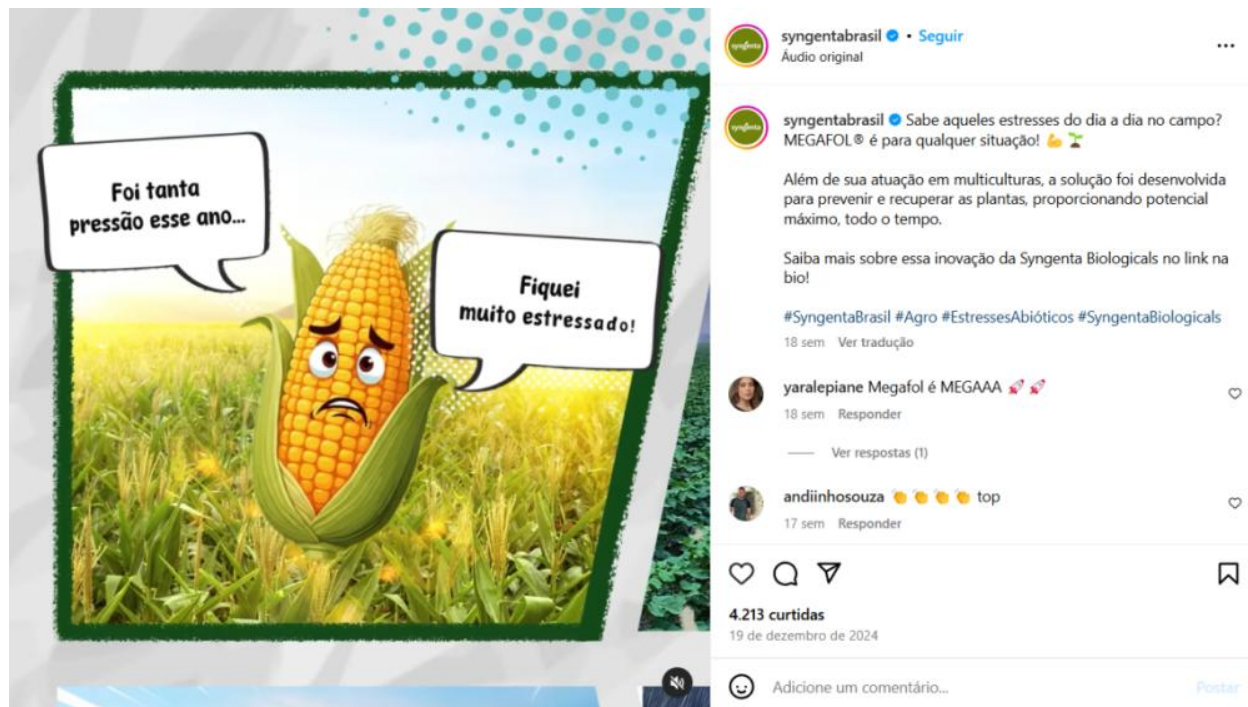 Foi tanta
pressão esse ano...
Fiquei
muito estressado!
syngenta
syngentabrasil • Seguir
Áudio original
syngenta
syngentabrasil Sabe aqueles estresses do dia a dia no campo?
MEGAFOL® é para qualquer situação! 💪 🌱
Além de sua atuação em multiculturas, a solução foi desenvolvida
para prevenir e recuperar as plantas, proporcionando potencial
máximo, todo o tempo.
Saiba mais sobre essa inovação da Syngenta Biologicals no link na
bio!
#SyngentaBrasil #Agro #EstressesAbióticos #SyngentaBiologicals
18 sem Ver tradução
yaralepiane Megafol é MEGAAA 🚀 🚀
18 sem Responder
Ver respostas (1)
andiinhosouza 👏 👏 👏 👏 top
17 sem Responder
4.213 curtidas
19 de dezembro de 2024
Adicione um comentário...
Postar